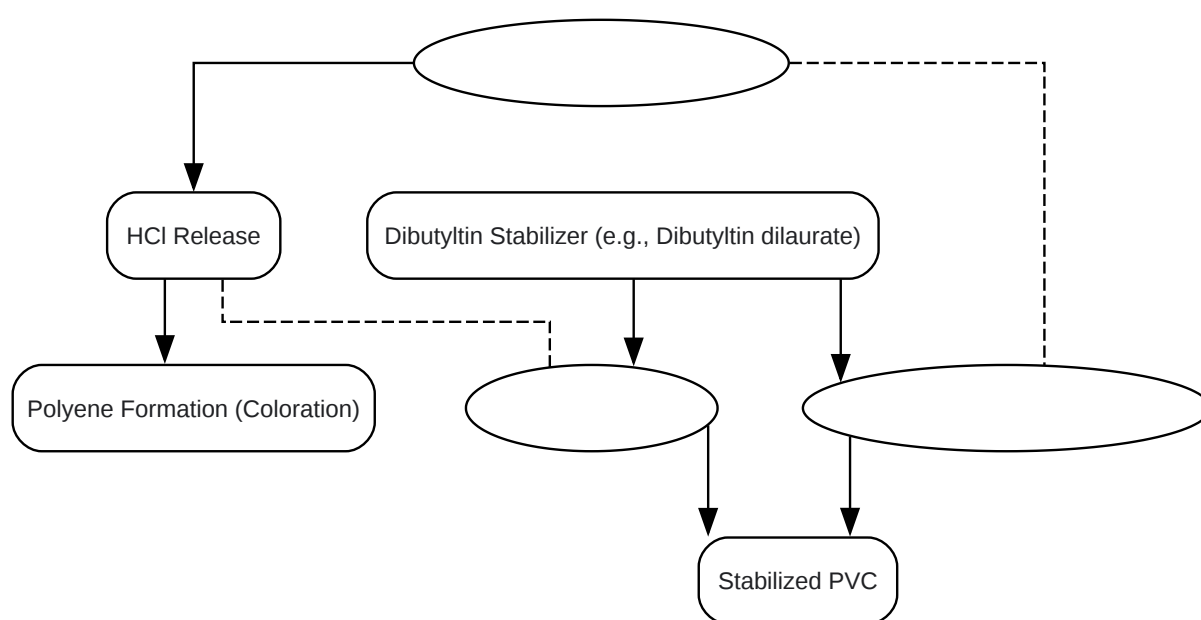 HCl Release
Dibutyltin Stabilizer (e.g., Dibutyltin dilaurate)
Polyene Formation (Coloration)
Stabilized PVC